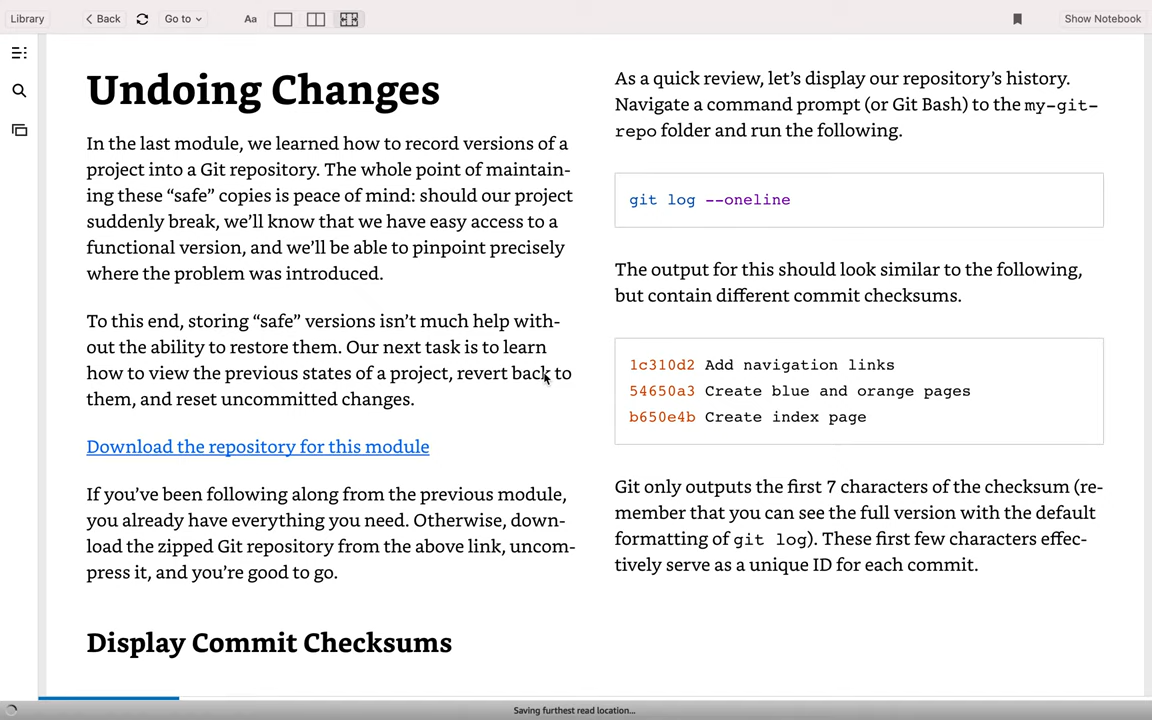 Library
Back
Go to
Aa
Show Notebook
Undoing Changes
In the last module, we learned how to record versions of a
project into a Git repository. The whole point of maintain-
ing these “safe” copies is peace of mind: should our project
suddenly break, we’ll know that we have easy access to a
functional version, and we’ll be able to pinpoint precisely
where the problem was introduced.
To this end, storing “safe” versions isn’t much help with-
out the ability to restore them. Our next task is to learn
how to view the previous states of a project, revert back to
them, and reset uncommitted changes.
Download the repository for this module
If you’ve been following along from the previous module,
you already have everything you need. Otherwise, down-
load the zipped Git repository from the above link, uncom-
press it, and you’re good to go.
Display Commit Checksums
As a quick review, let’s display our repository’s history.
Navigate a command prompt (or Git Bash) to the my-git-
repo folder and run the following.
git log --oneline
The output for this should look similar to the following,
but contain different commit checksums.
1c310d2 Add navigation links
54650a3 Create blue and orange pages
b650e4b Create index page
Git only outputs the first 7 characters of the checksum (re-
member that you can see the full version with the default
formatting of git log). These first few characters effec-
tively serve as a unique ID for each commit.
Saving furthest read location...